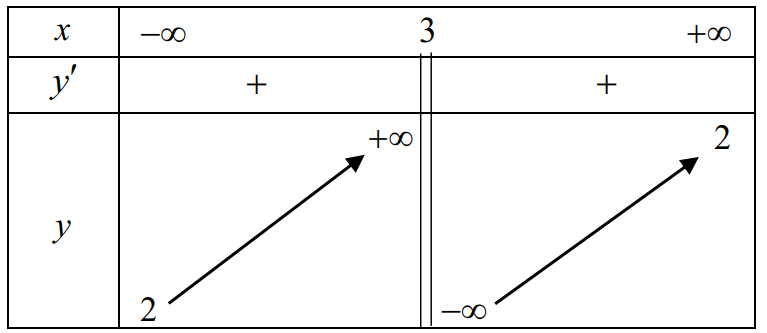 x −∞ 3 +∞
y′ + +
+∞ 2
y
2 −∞